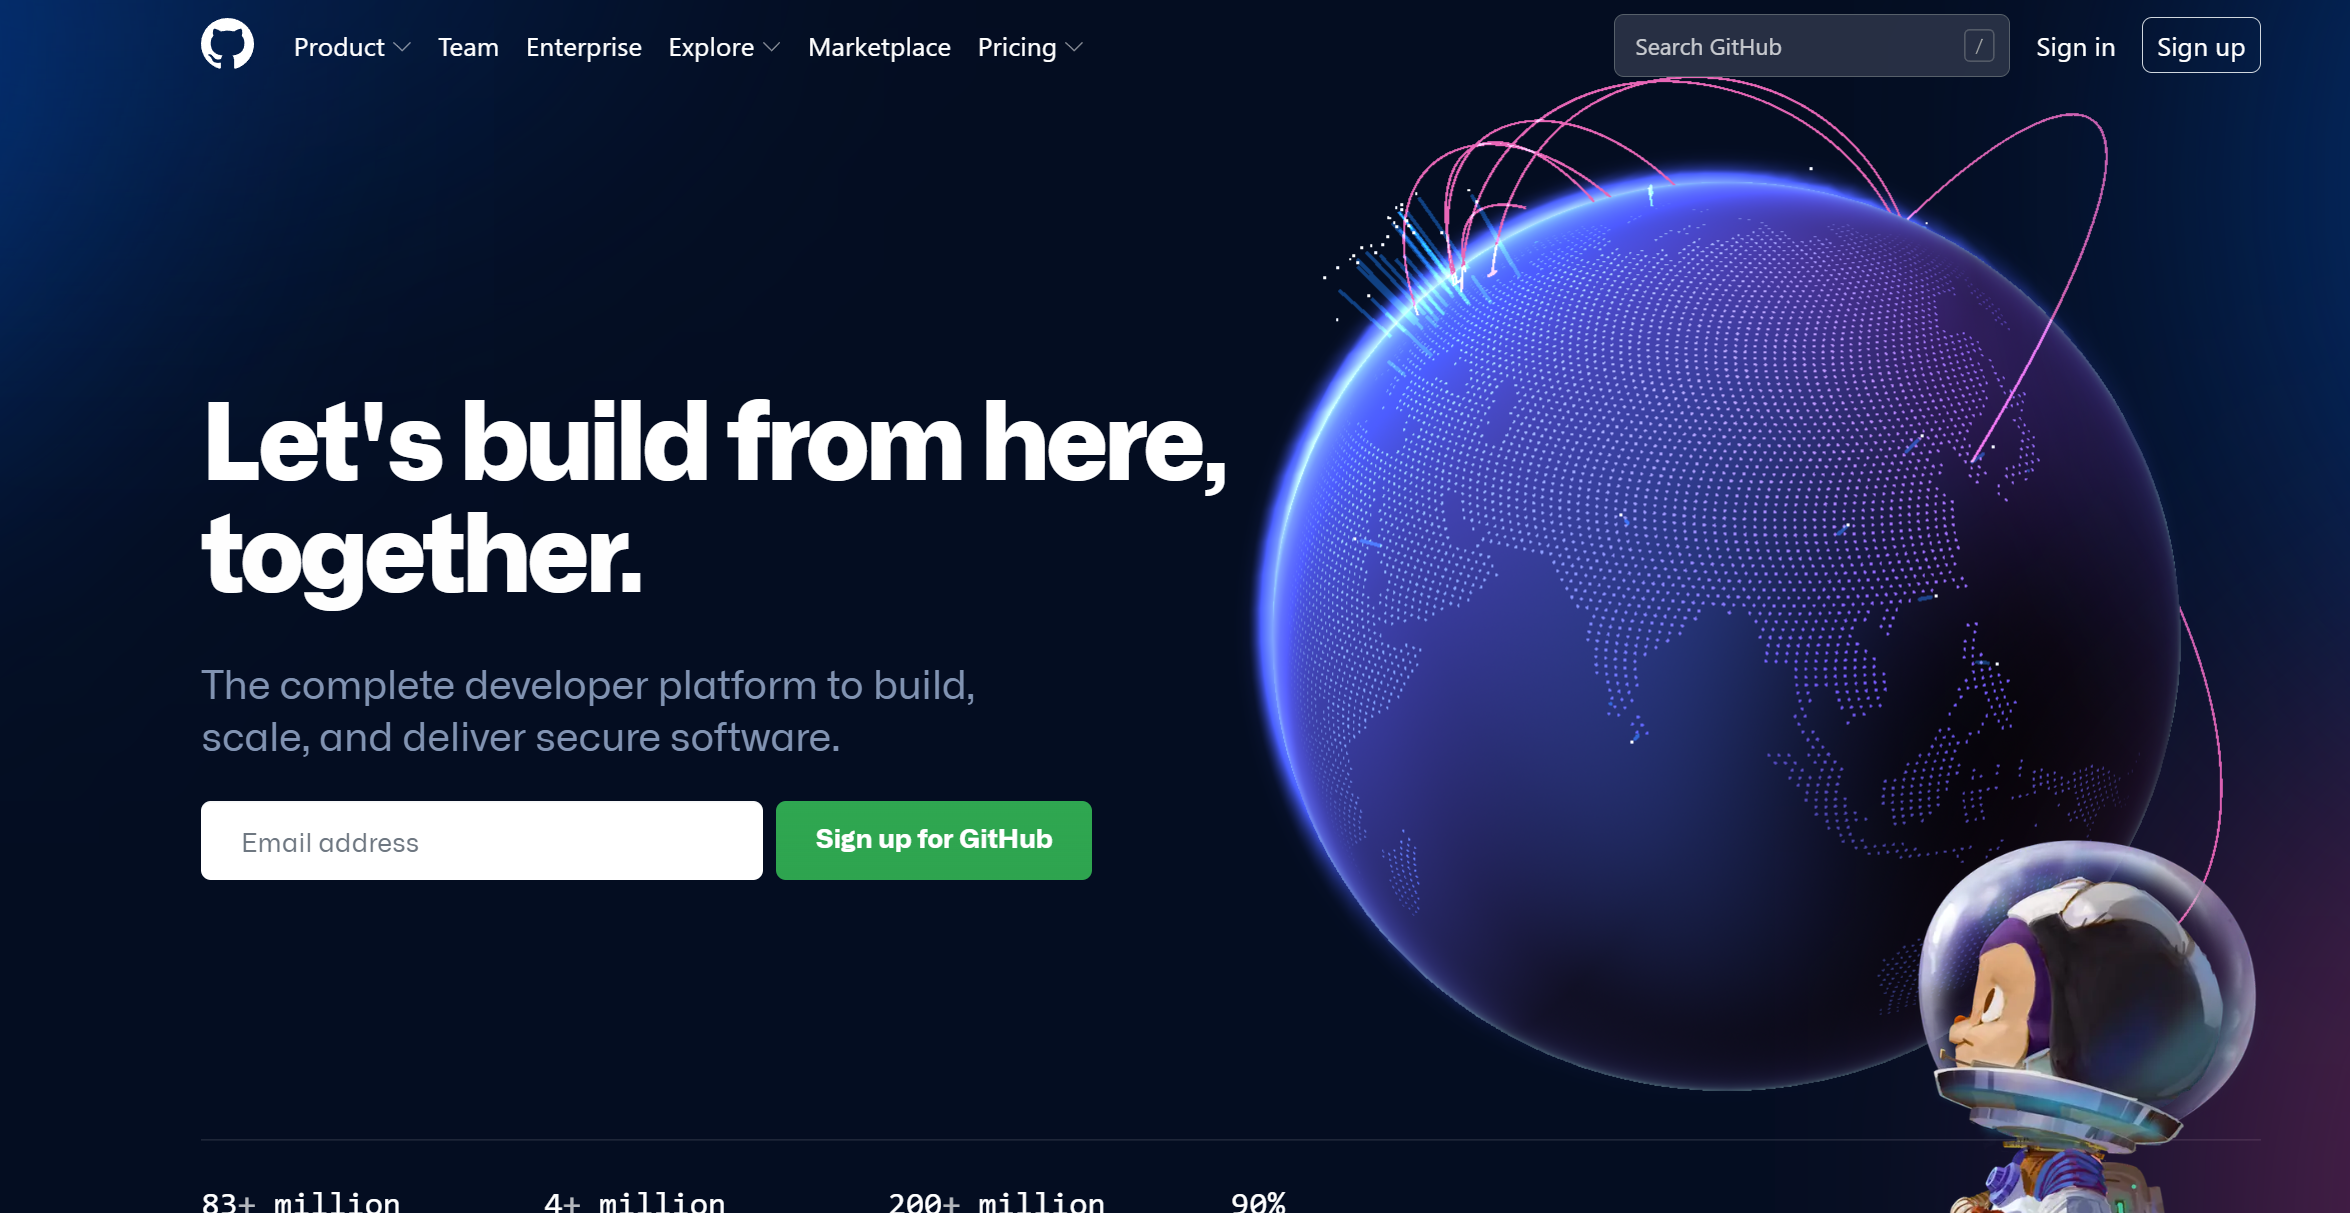 Product Team Enterprise Explore Marketplace Pricing Search GitHub / Sign in Sign up
Let's build from here,
together.
The complete developer platform to build,
scale, and deliver secure software.
Email address Sign up for GitHub
83+ million 4+ million 200+ million 90%